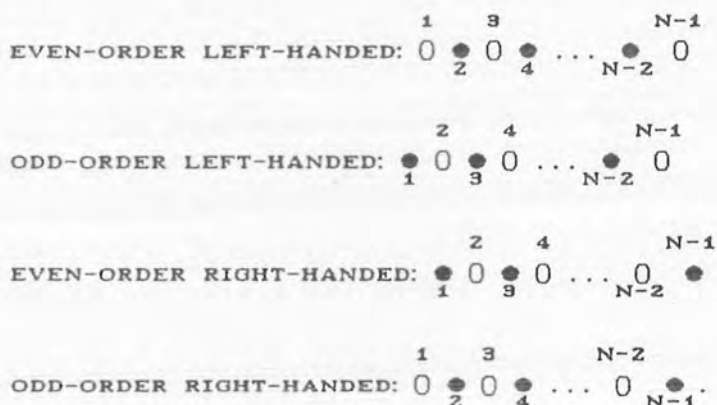 1 3 N-1
EVEN-ORDER LEFT-HANDED: 0 ● 0 ● ... ● 0
2 4 N-2
2 4 N-1
ODD-ORDER LEFT-HANDED: ● 0 ● 0 ... ● 0
1 3 N-2
2 4 N-1
EVEN-ORDER RIGHT-HANDED: ● 0 ● 0 ... 0 ●
1 3 N-2
1 3 N-2
ODD-ORDER RIGHT-HANDED: 0 ● 0 ● ... 0 ●.
2 4 N-1